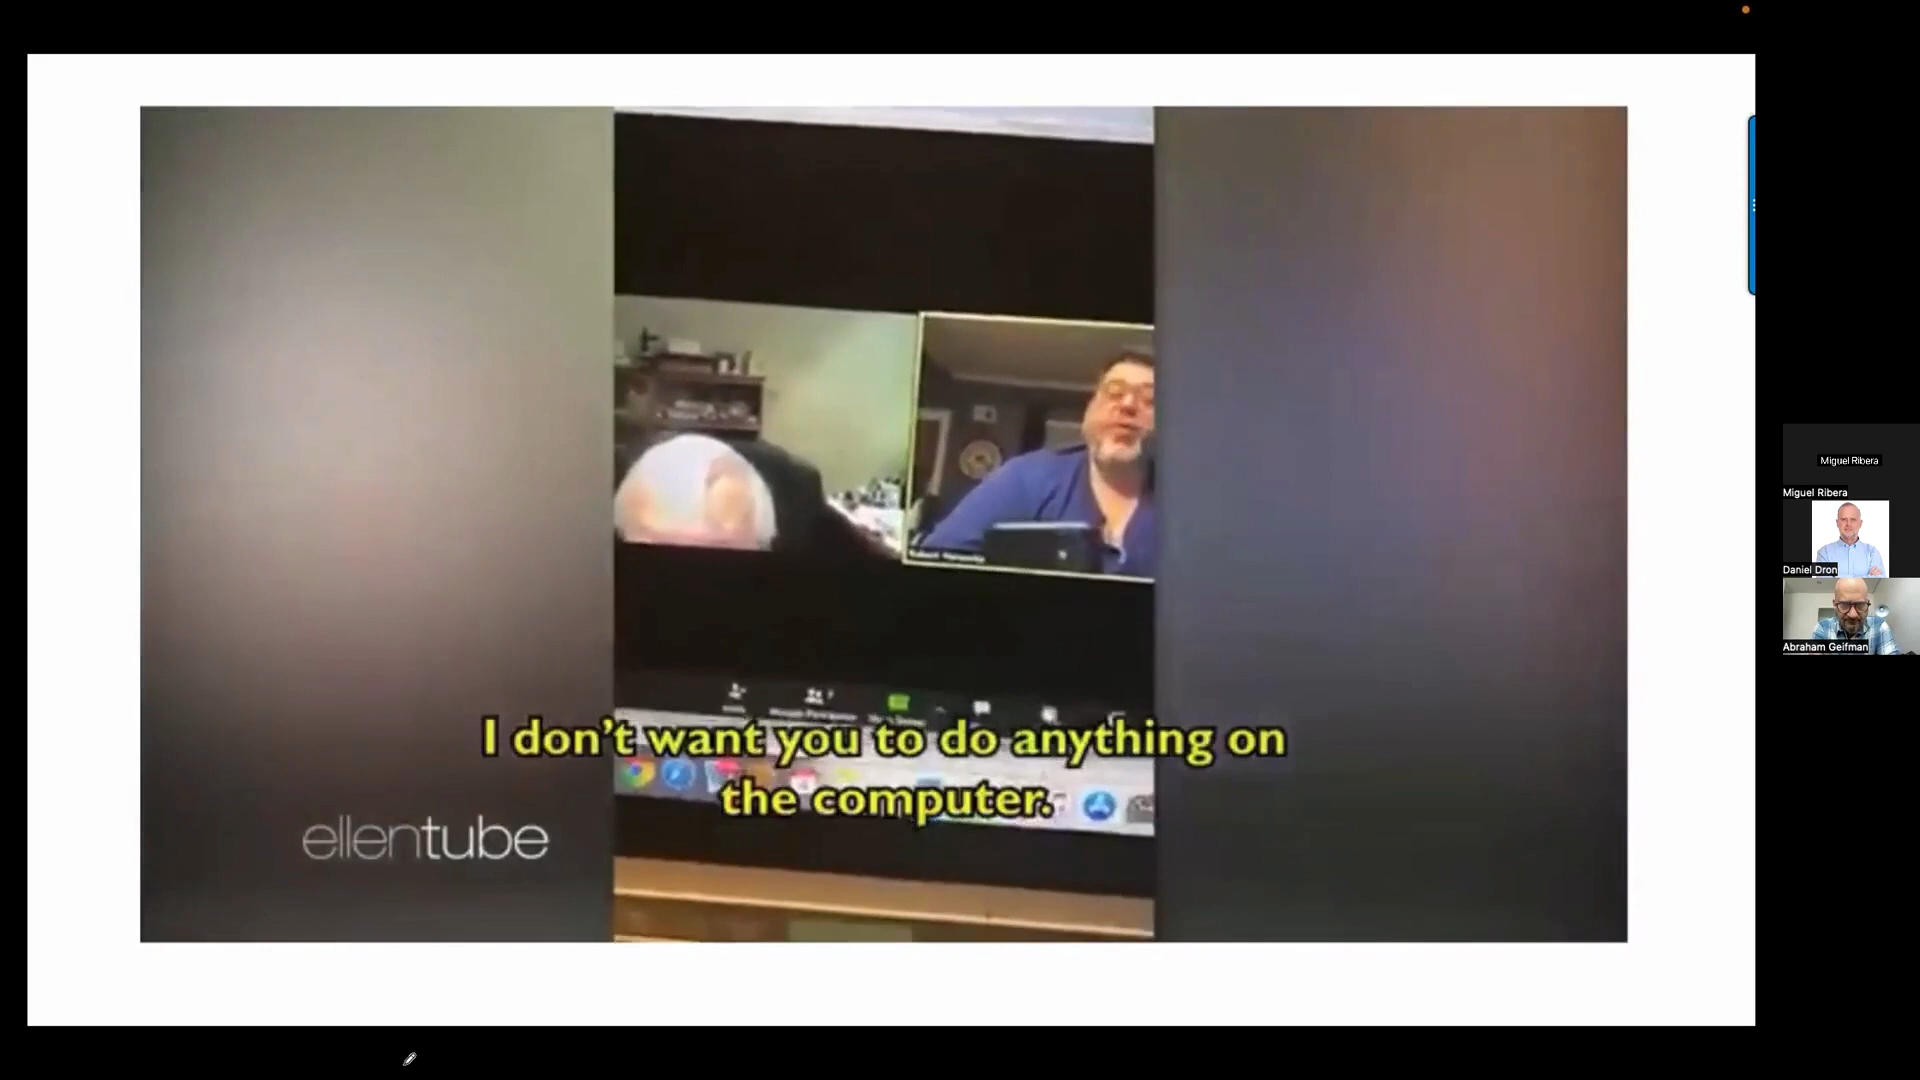 I don't want you to do anything on
the computer.
ellentube
Miguel Ribera
Miguel Ribera
Daniel Dron
Abraham Geifman